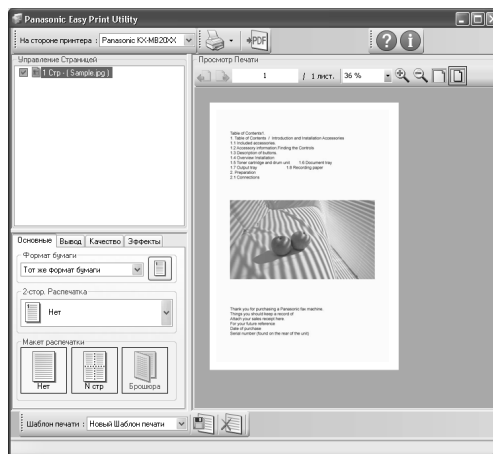 Panasonic Easy Print Utility
На стороне принтера : Panasonic KX-MB20XX
PDF
Управление Страницей
Просмотр Печати
1 Стр - ( Sample.jpg )
1 / 1 лист. 36 %
Table of Contents1.
1. Table of Contents / Introduction and Installation Accessories
1.1 Included accessories.
1.2 Accessory information Finding the Controls
1.3 Description of buttons.
1.4 Overview Installation
1.5 Toner cartridge and drum unit 1.6 Document tray
1.7 Output tray 1.8 Recording paper
2. Preparation
2.1 Connections
Основные Вывод Качество Эффекты
Формат бумаги
Тот же формат бумаги
2-стор. Распечатка
Нет
Макет распечатки
Нет N стр Брошюра
Thank you for purchasing a Panasonic fax machine.
Things you should keep a record of
Attach your sales receipt here.
For your future reference
Date of purchase
Serial number (found on the rear of the unit)
Шаблон печати : Новый Шаблон печати